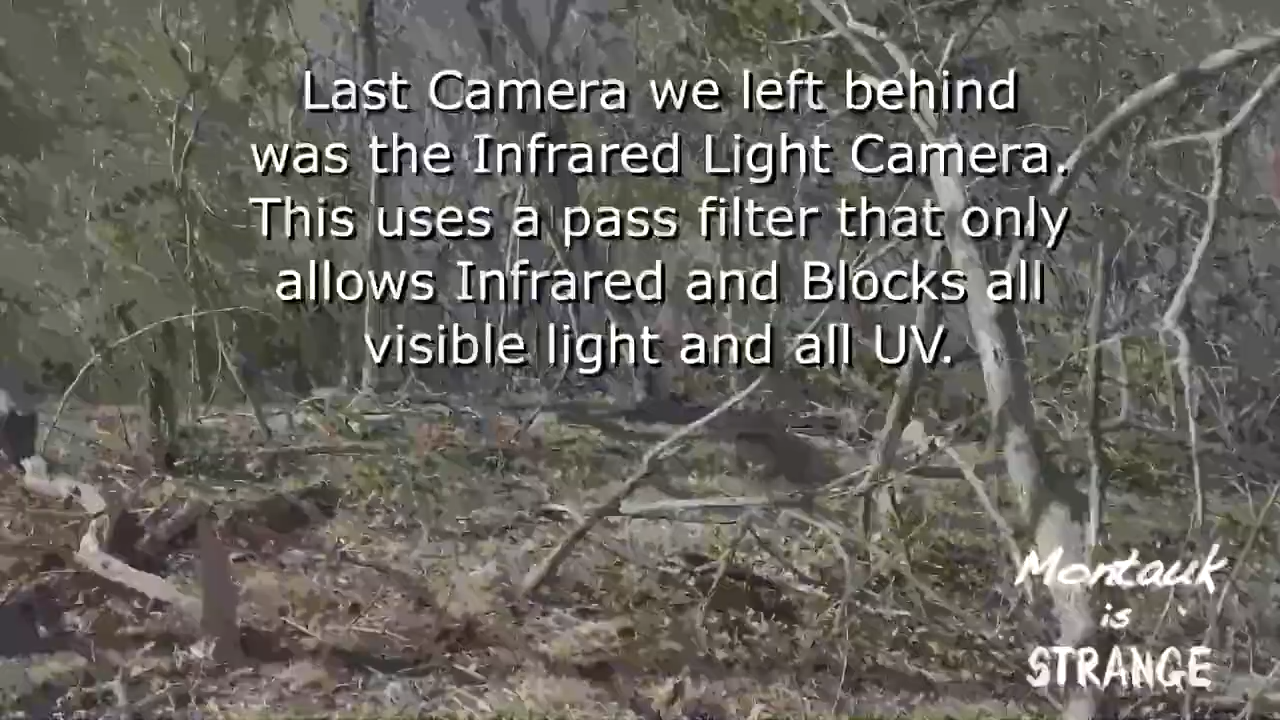 Last Camera we left behind
was the Infrared Light Camera.
This uses a pass filter that only
allows Infrared and Blocks all
visible light and all UV.
Montauk
is
STRANGE